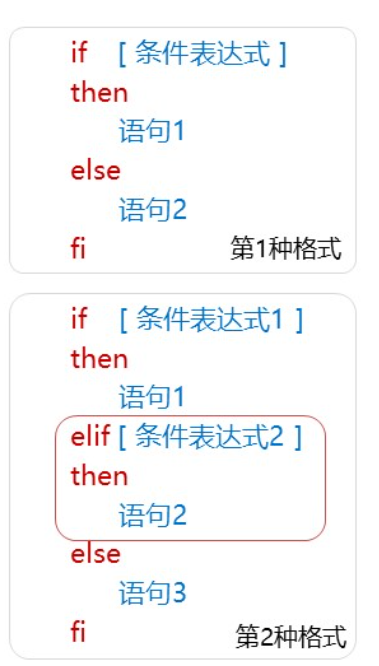 if [ 条件表达式 ]
then
语句1
else
语句2
fi 第1种格式
if [ 条件表达式1 ]
then
语句1
elif [ 条件表达式2 ]
then
语句2
else
语句3
fi 第2种格式